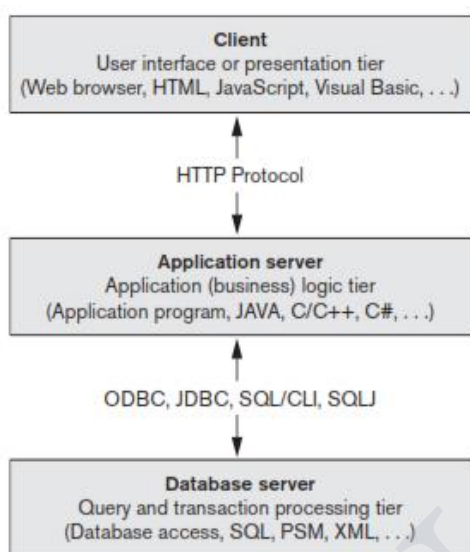 Client
User interface or presentation tier
(Web browser, HTML, JavaScript, Visual Basic, . . .)
HTTP Protocol
Application server
Application (business) logic tier
(Application program, JAVA, C/C++, C#, . . .)
ODBC, JDBC, SQL/CLI, SQLJ
Database server
Query and transaction processing tier
(Database access, SQL, PSM, XML, . . .)